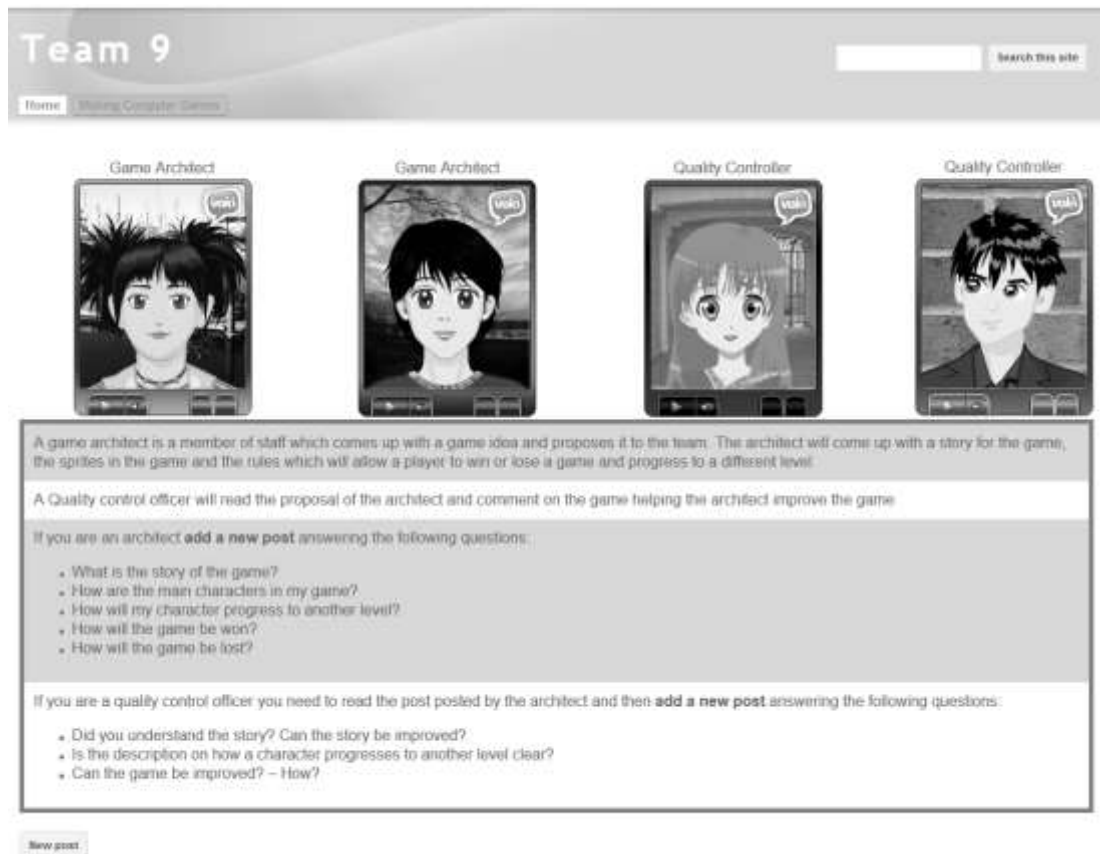 Team 9
Search this site
Home Making Computer Games
Game Architect Game Architect Quality Controller Quality Controller
voki voki voki voki
A game architect is a member of staff which comes up with a game idea and proposes it to the team. The architect will come up with a story for the game,
the sprites in the game and the rules which will allow a player to win or lose a game and progress to a different level
A Quality control officer will read the proposal of the architect and comment on the game helping the architect improve the game
If you are an architect add a new post answering the following questions:
• What is the story of the game?
• How are the main characters in my game?
• How will my character progress to another level?
• How will the game be won?
• How will the game be lost?
If you are a quality control officer you need to read the post posted by the architect and then add a new post answering the following questions:
• Did you understand the story? Can the story be improved?
• Is the description on how a character progresses to another level clear?
• Can the game be improved? – How?
New post